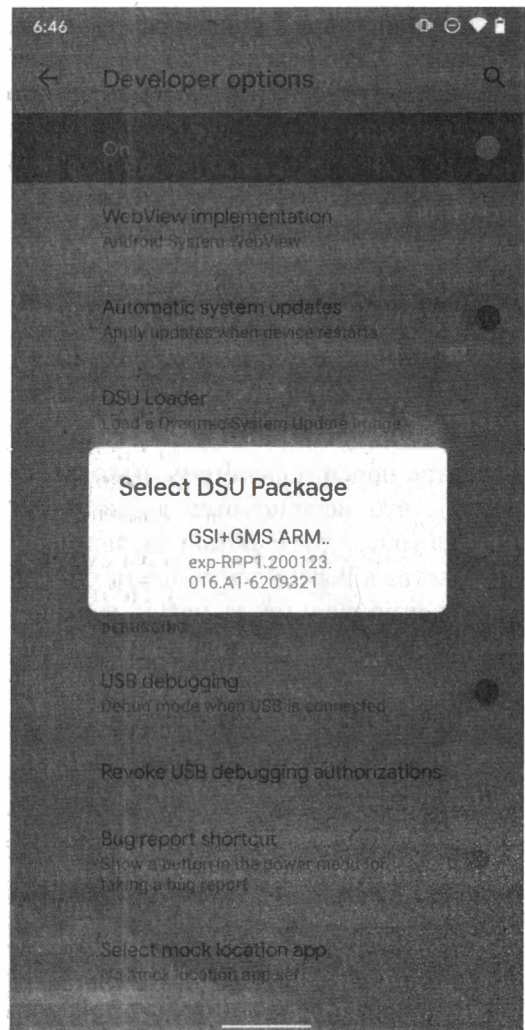 6:46
Developer options
On
WebView implementation
Android System WebView
Automatic system updates
Apply updates when device restarts
DSU Loader
Load a Dynamic System Update Image
Select DSU Package
GSI+GMS ARM..
exp-RPP1.200123.
016.A1-6209321
DEBUGGING
USB debugging
Debug mode when USB is connected
Revoke USB debugging authorizations
Bug report shortcut
Show a button in the power menu for
taking a bug report
Select mock location app
No mock location app set